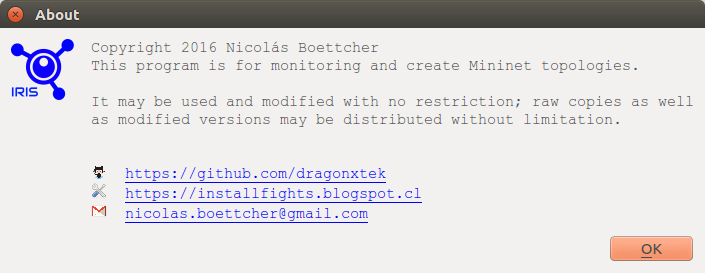 About
IRIS
Copyright 2016 Nicolás Boettcher
This program is for monitoring and create Mininet topologies.
It may be used and modified with no restriction; raw copies as well
as modified versions may be distributed without limitation.
https://github.com/dragonxtek
https://installfights.blogspot.cl
nicolas.boettcher@gmail.com
OK